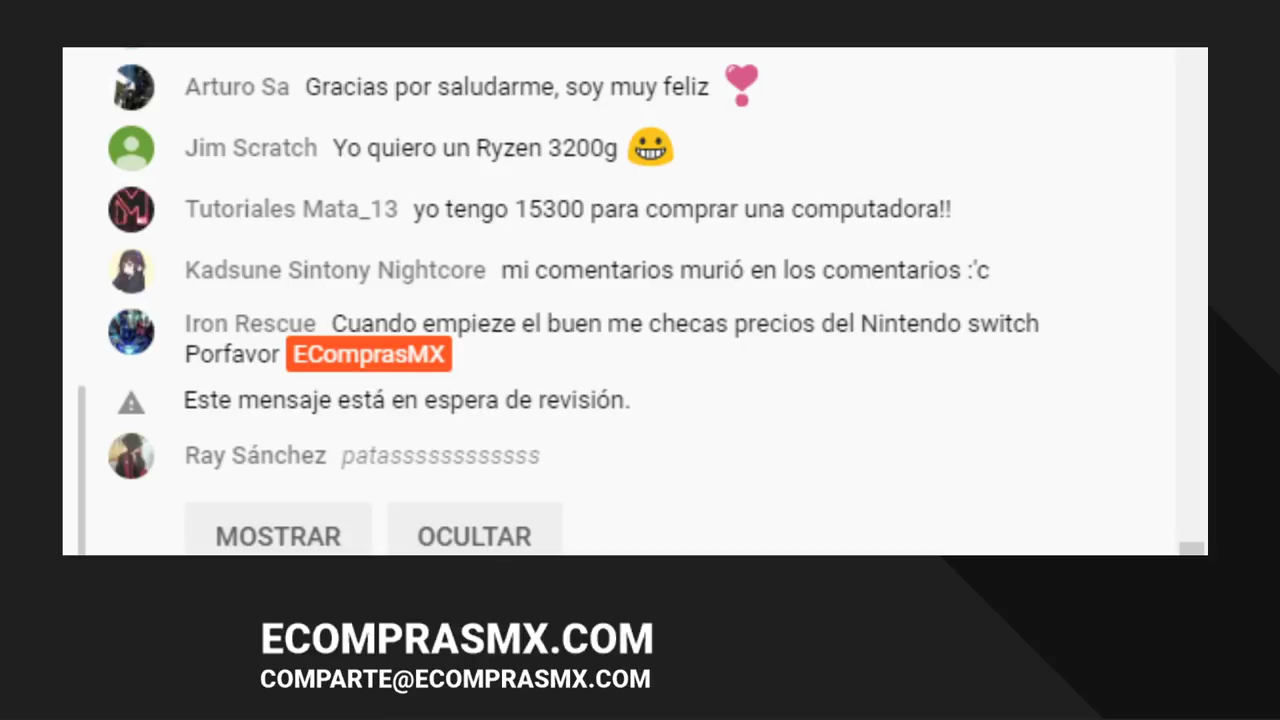 Arturo Sa Gracias por saludarme, soy muy feliz
Jim Scratch Yo quiero un Ryzen 3200g
Tutoriales Mata_13 yo tengo 15300 para comprar una computadora!!
Kadsune Sintony Nightcore mi comentarios murió en los comentarios :'c
Iron Rescue Cuando empieze el buen me checas precios del Nintendo switch
Porfavor EComprasMX
Este mensaje está en espera de revisión.
Ray Sánchez patassssssssssss
MOSTRAR OCULTAR
ECOMPRASMX.COM
COMPARTE@ECOMPRASMX.COM